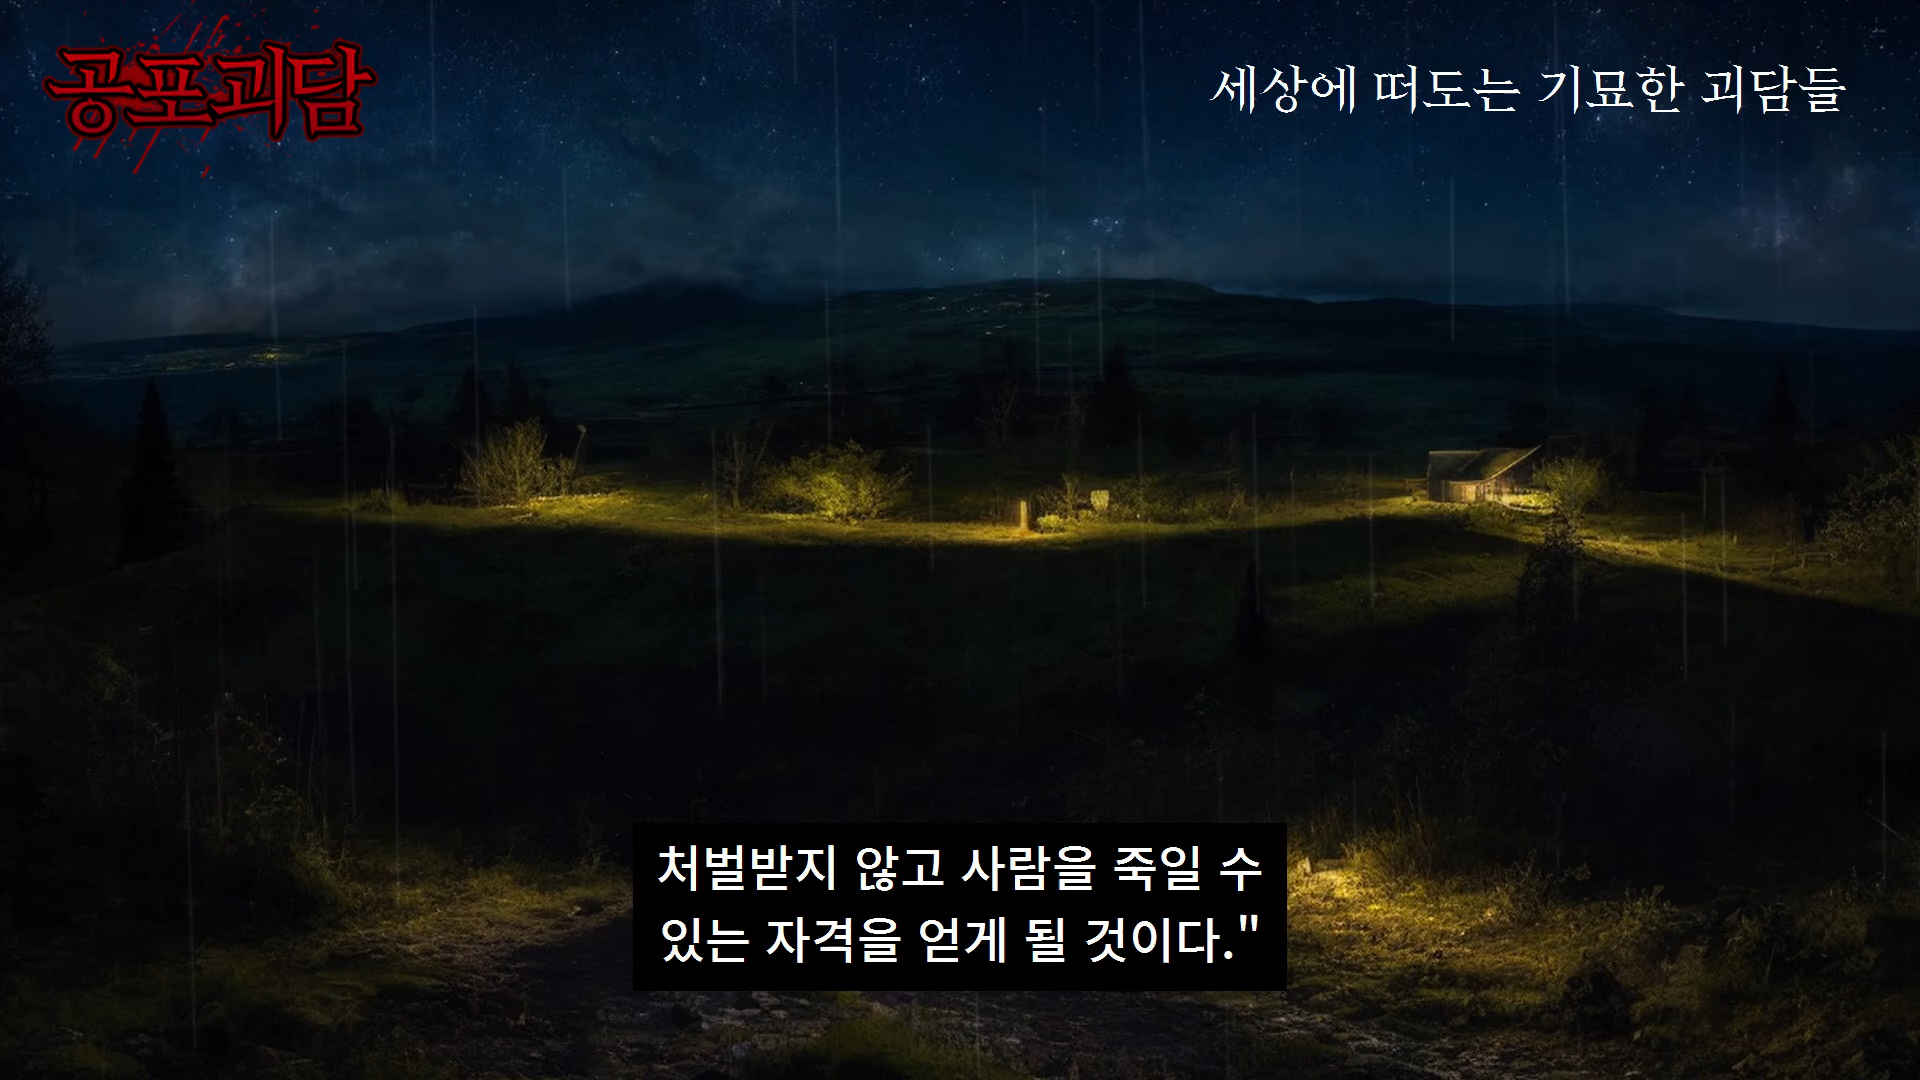 공포괴담
세상에 떠도는 기묘한 괴담들
처벌받지 않고 사람을 죽일 수
있는 자격을 얻게 될 것이다."